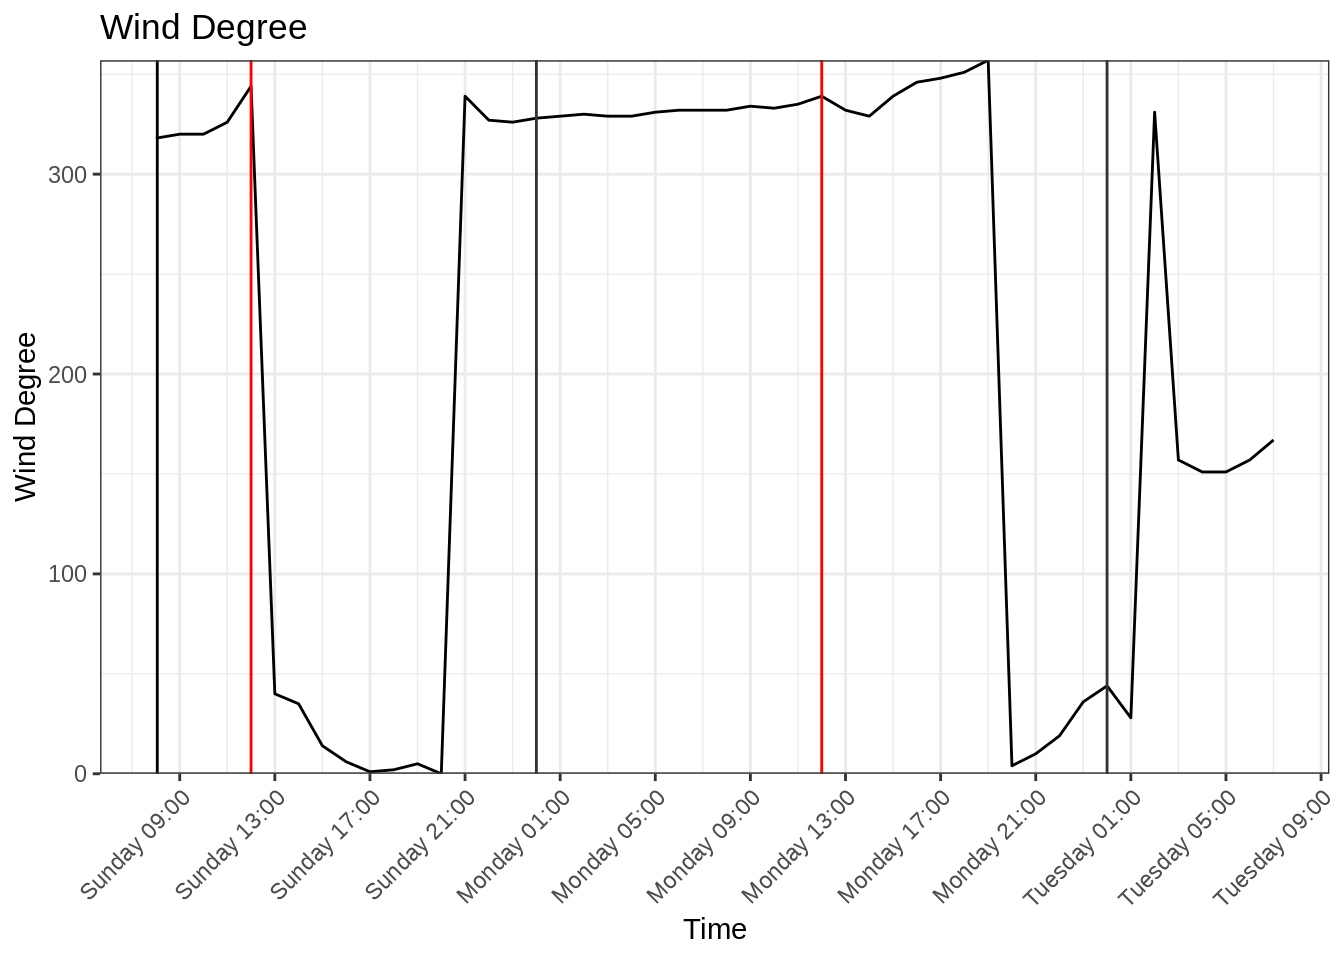 Wind Degree
Wind Degree
300
200
100
0
Sunday 09:00
Sunday 13:00
Sunday 17:00
Sunday 21:00
Monday 01:00
Monday 05:00
Monday 09:00
Monday 13:00
Monday 17:00
Monday 21:00
Tuesday 01:00
Tuesday 05:00
Tuesday 09:00
Time